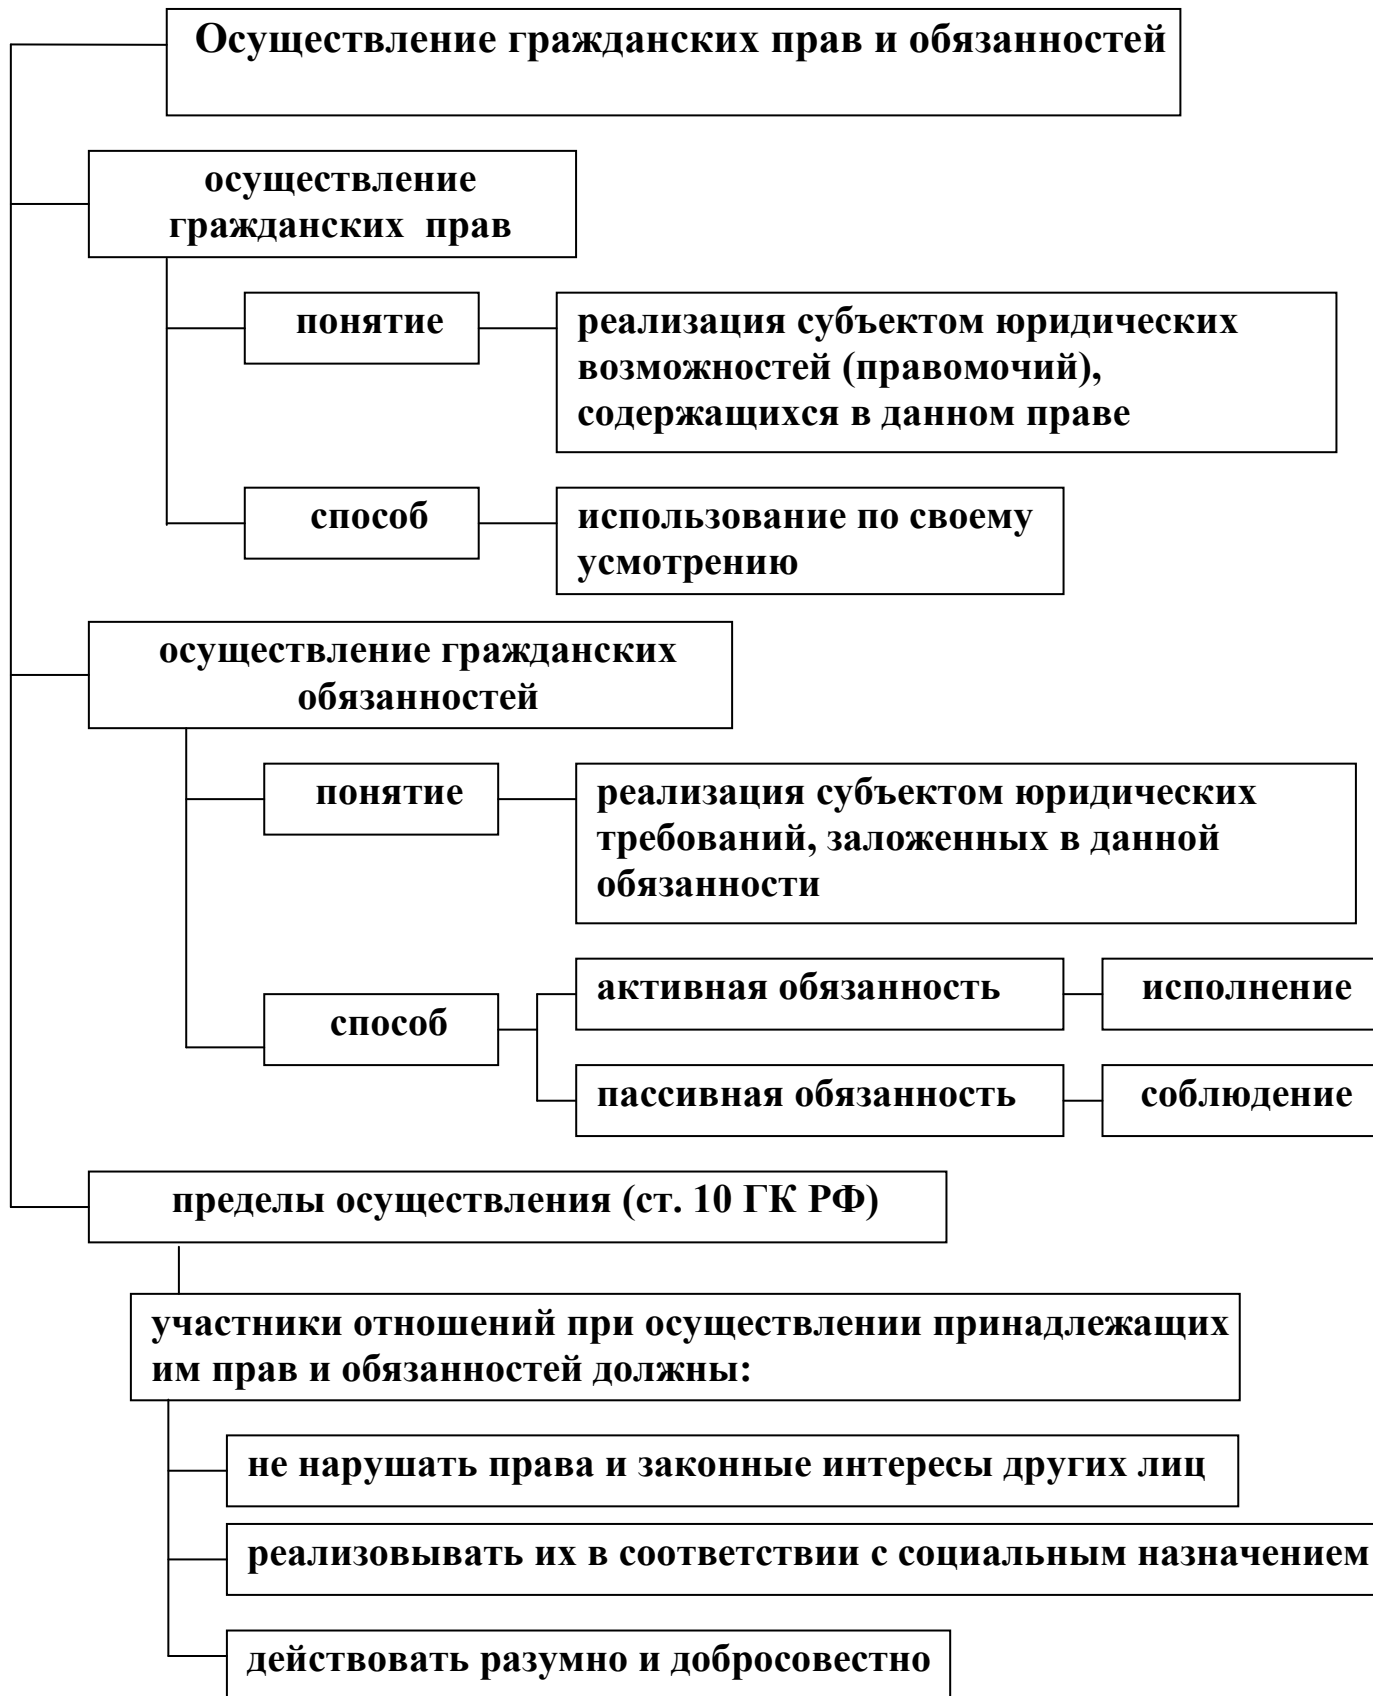 Осуществление гражданских прав и обязанностей
осуществление
гражданских прав
понятие
реализация субъектом юридических
возможностей (правомочий),
содержащихся в данном праве
способ
использование по своему
усмотрению
осуществление гражданских
обязанностей
понятие
реализация субъектом юридических
требований, заложенных в данной
обязанности
способ
активная обязанность
исполнение
пассивная обязанность
соблюдение
пределы осуществления (ст. 10 ГК РФ)
участники отношений при осуществлении принадлежащих
им прав и обязанностей должны:
не нарушать права и законные интересы других лиц
реализовывать их в соответствии с социальным назначением
действовать разумно и добросовестно